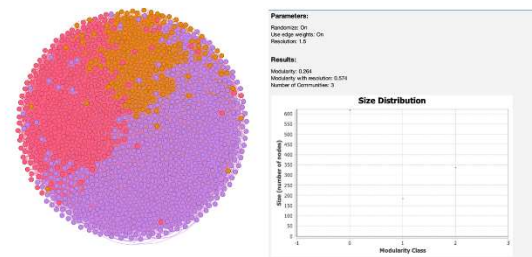 Parameters:
Randomize: On
Use edge weights: On
Resolution: 1.5
Results:
Modularity: 0.264
Modularity with resolution: 0.574
Number of Communities: 3
Size Distribution
Size (number of nodes)
600
550
500
450
400
350
300
250
200
150
100
50
0
-1 0 1 2 3
Modularity Class